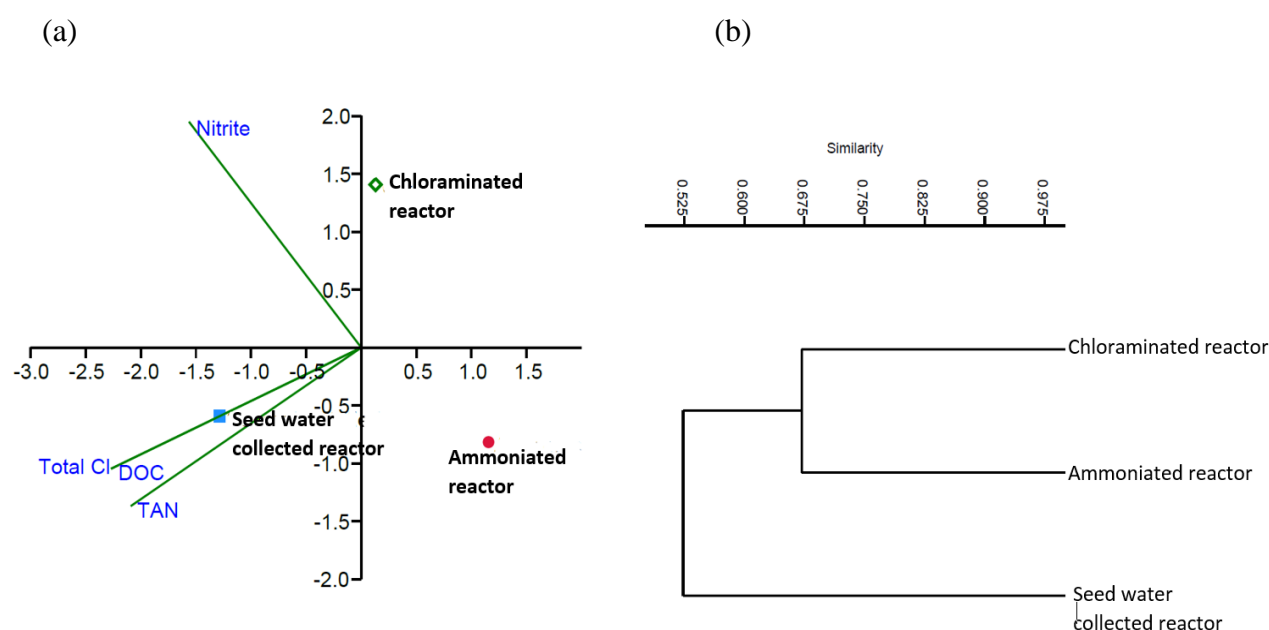 (a)
(b)
2.0
Nitrite
1.5
Chloraminated
reactor
1.0
0.5
-3.0 -2.5 -2.0 -1.5 -1.0 -0.5 0.5 1.0 1.5
-0.5
Seed water
collected reactor
Total Cl
DOC
-1.0
Ammoniated
reactor
TAN
-1.5
-2.0
Similarity
0.525 0.600 0.675 0.750 0.825 0.900 0.975
Chloraminated reactor
Ammoniated reactor
Seed water
collected reactor